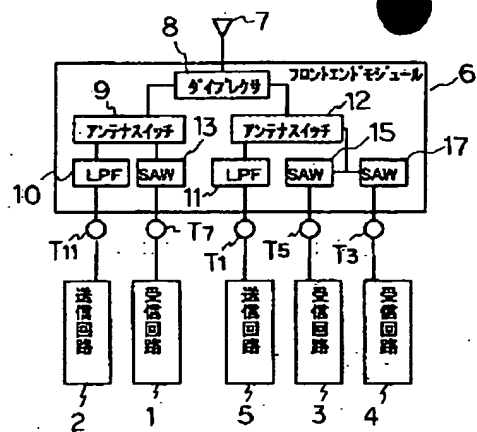 7
8
フロントエンドモジュール
6
ダイプレクサ
9
12
アンテナスイッチ
13
アンテナスイッチ
15
17
10
LPF
SAW
11
LPF
SAW
SAW
T11
T7
T1
T5
T3
送信回路
受信回路
送信回路
受信回路
受信回路
2
1
5
3
4